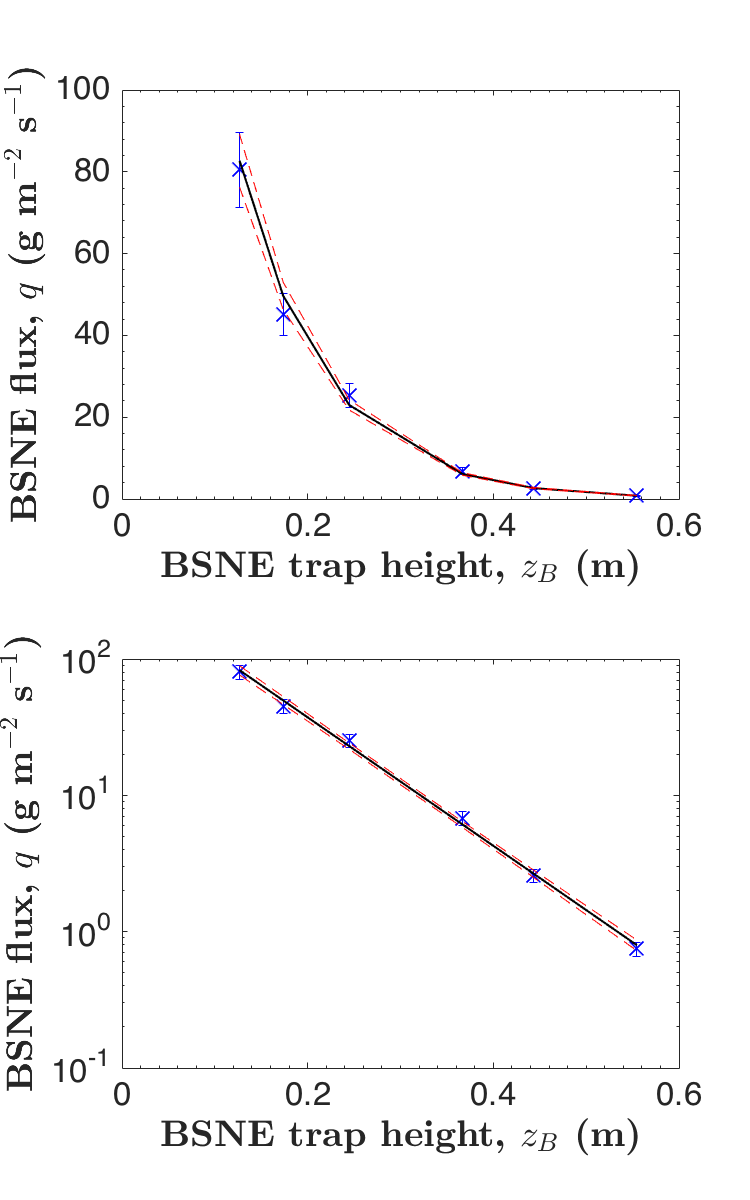 100
80
60
40
20
0
BSNE flux, q (g m⁻² s⁻¹)
0 0.2 0.4 0.6
BSNE trap height, z_B (m)
10²
10¹
10⁰
10⁻¹
BSNE flux, q (g m⁻² s⁻¹)
0 0.2 0.4 0.6
BSNE trap height, z_B (m)